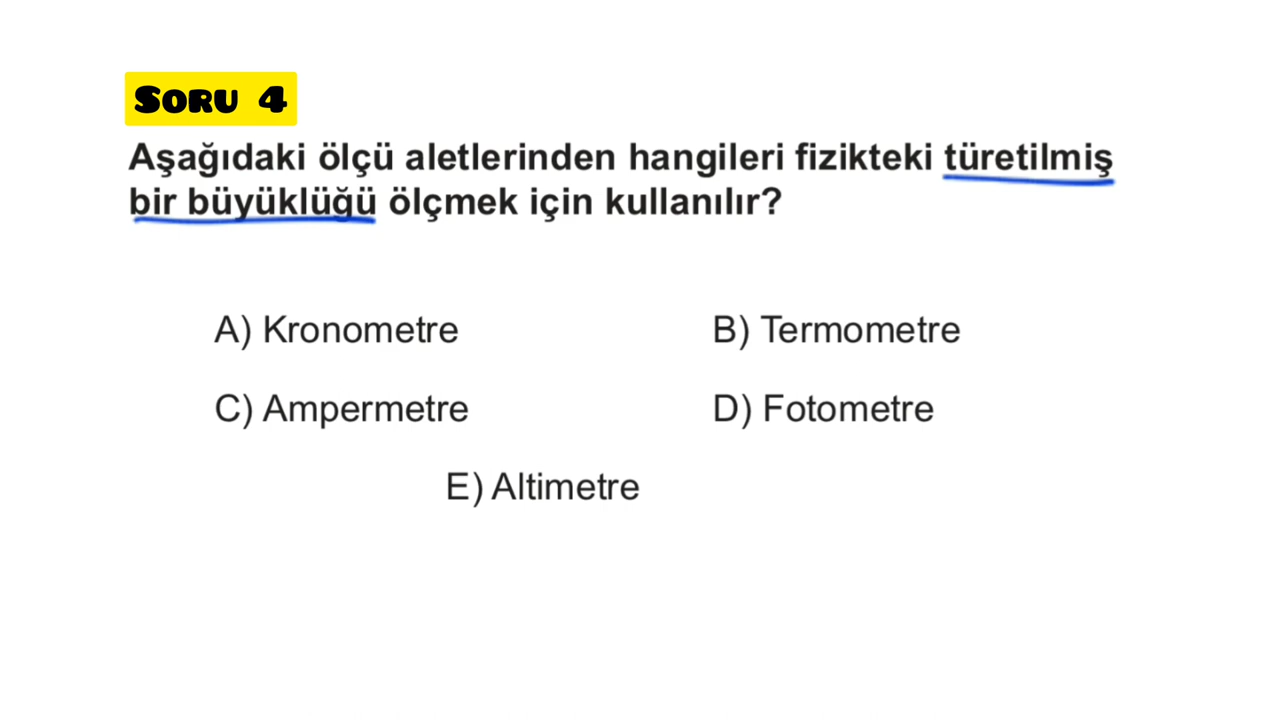 SORU 4
Aşağıdaki ölçü aletlerinden hangileri fizikteki türetilmiş
bir büyüklüğü ölçmek için kullanılır?
A) Kronometre B) Termometre
C) Ampermetre D) Fotometre
E) Altimetre